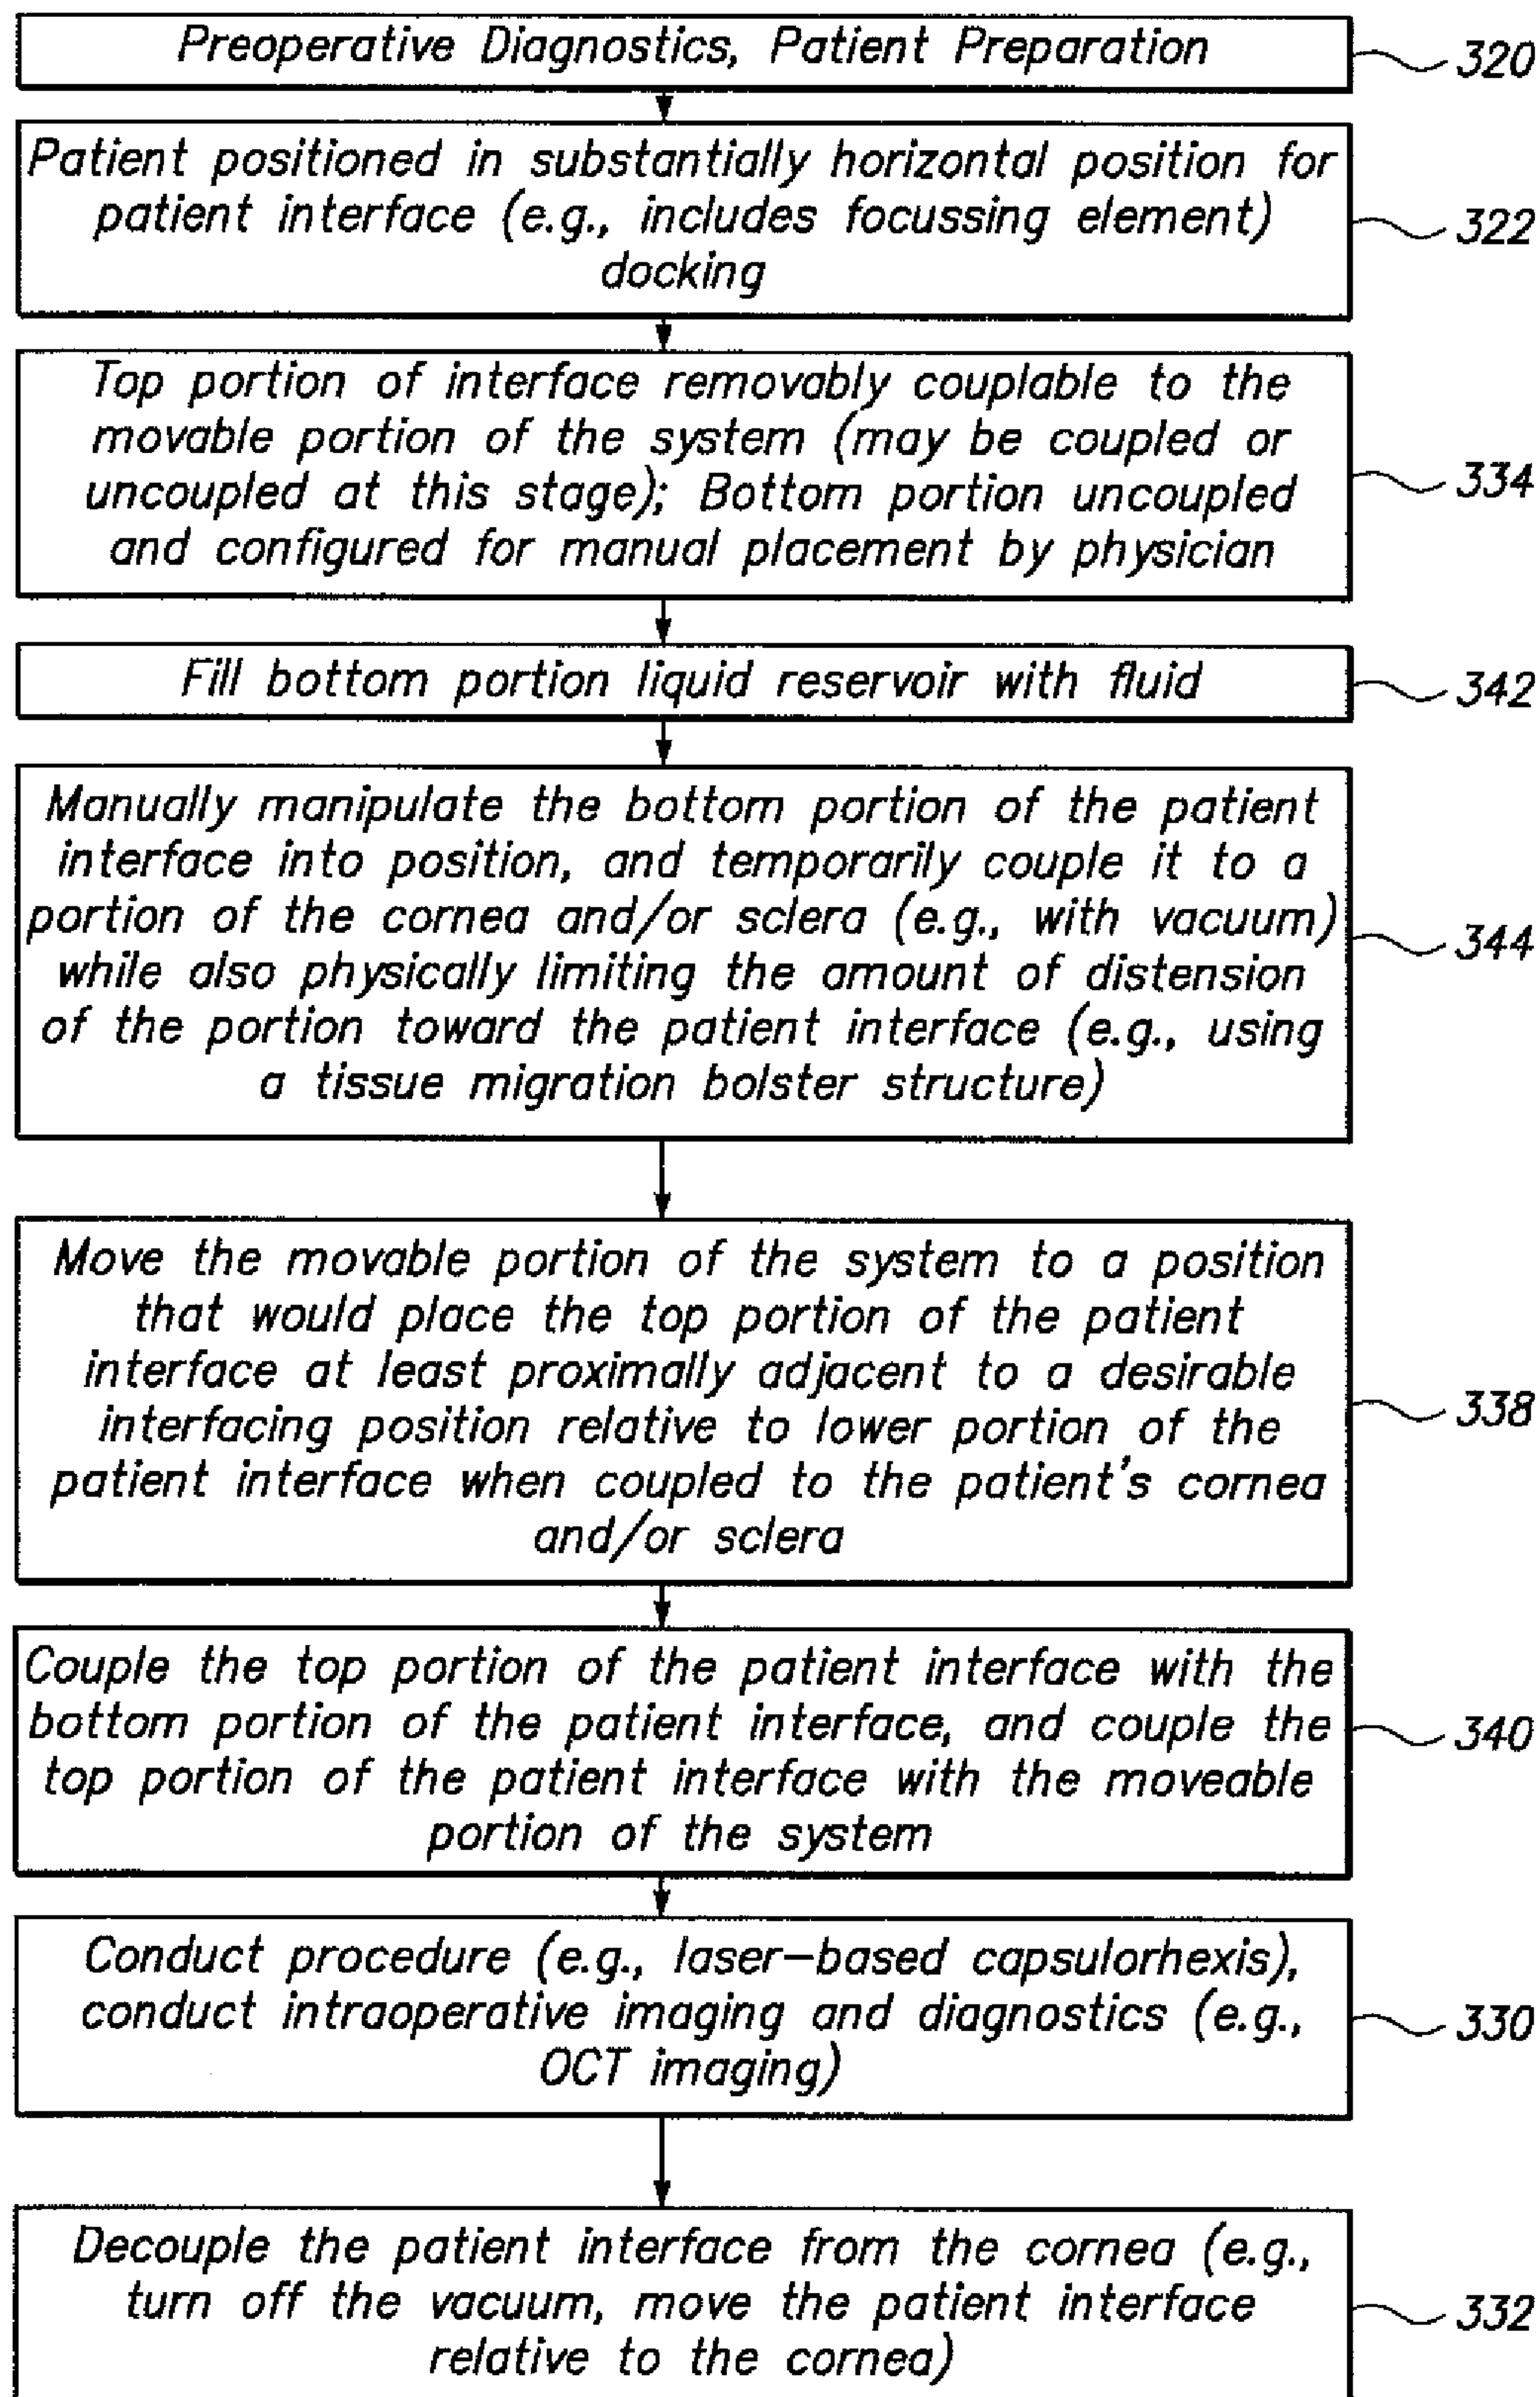 Preoperative Diagnostics, Patient Preparation
320
Patient positioned in substantially horizontal position for
patient interface (e.g., includes focussing element)
docking
322
Top portion of interface removably couplable to the
movable portion of the system (may be coupled or
uncoupled at this stage); Bottom portion uncoupled
and configured for manual placement by physician
334
Fill bottom portion liquid reservoir with fluid
342
Manually manipulate the bottom portion of the patient
interface into position, and temporarily couple it to a
portion of the cornea and/or sclera (e.g., with vacuum)
while also physically limiting the amount of distension
of the portion toward the patient interface (e.g., using
a tissue migration bolster structure)
344
Move the movable portion of the system to a position
that would place the top portion of the patient
interface at least proximally adjacent to a desirable
interfacing position relative to lower portion of the
patient interface when coupled to the patient's cornea
and/or sclera
338
Couple the top portion of the patient interface with the
bottom portion of the patient interface, and couple the
top portion of the patient interface with the moveable
portion of the system
340
Conduct procedure (e.g., laser-based capsulorhexis),
conduct intraoperative imaging and diagnostics (e.g.,
OCT imaging)
330
Decouple the patient interface from the cornea (e.g.,
turn off the vacuum, move the patient interface
relative to the cornea)
332